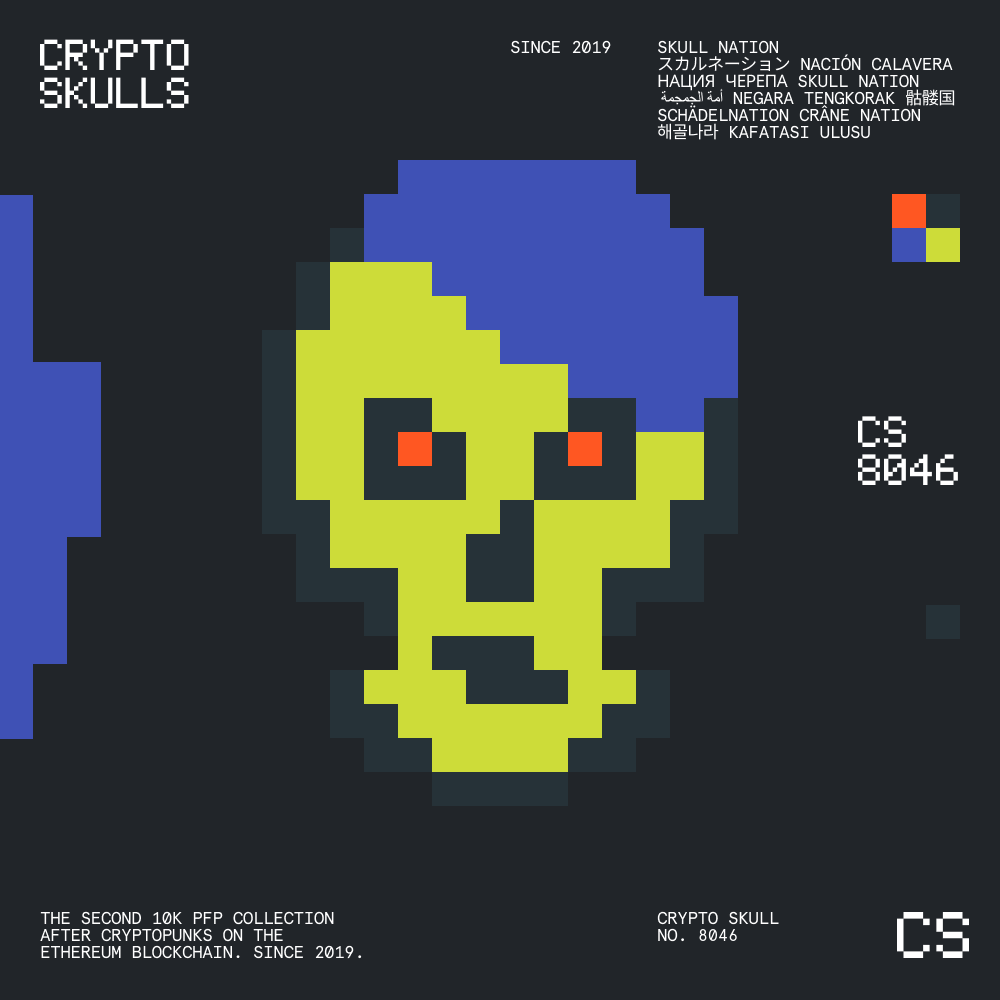 CRYPTO
SKULLS
SINCE 2019
SKULL NATION
スカルネーション NACIÓN CALAVERA
НАЦИЯ ЧЕРЕПА SKULL NATION
أمة الجمجمة NEGARA TENGKORAK 骷髅国
SCHÄDELNATION CRÂNE NATION
해골나라 KAFATASI ULUSU
CS
8046
THE SECOND 10K PFP COLLECTION
AFTER CRYPTOPUNKS ON THE
ETHEREUM BLOCKCHAIN. SINCE 2019.
CRYPTO SKULL
NO. 8046
CS